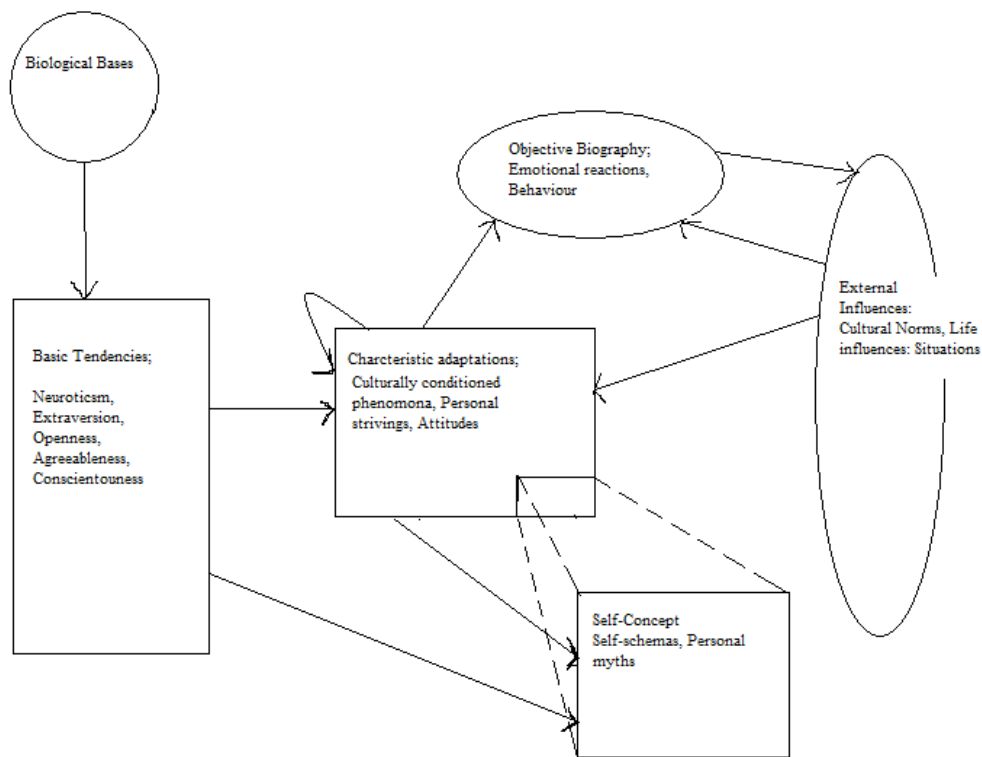 Biological Bases
Objective Biography;
Emotional reactions,
Behaviour
External
Influences:
Cultural Norms, Life
influences: Situations
Basic Tendencies;
Neuroticsm,
Extraversion,
Openness,
Agreeableness,
Conscientouness
Charcteristic adaptations;
Culturally conditioned
phenomona, Personal
strivings, Attitudes
Self-Concept
Self-schemas, Personal
myths